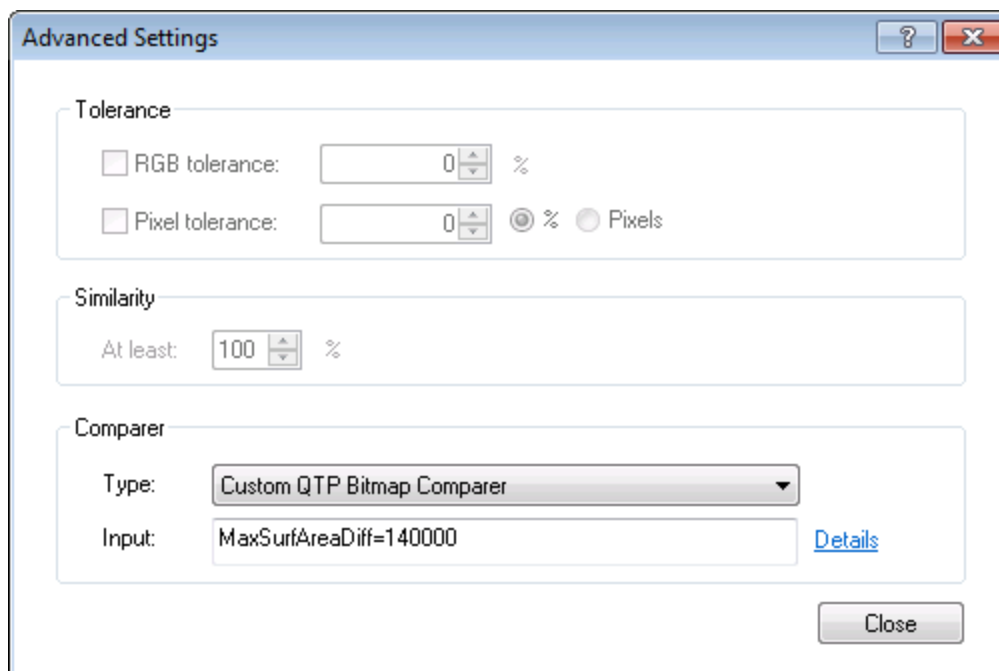 Advanced Settings
Tolerance
RGB tolerance: 0 %
Pixel tolerance: 0 % Pixels
Similarity
At least: 100 %
Comparer
Type: Custom QTP Bitmap Comparer
Input: MaxSurfAreaDiff=140000 Details
Close